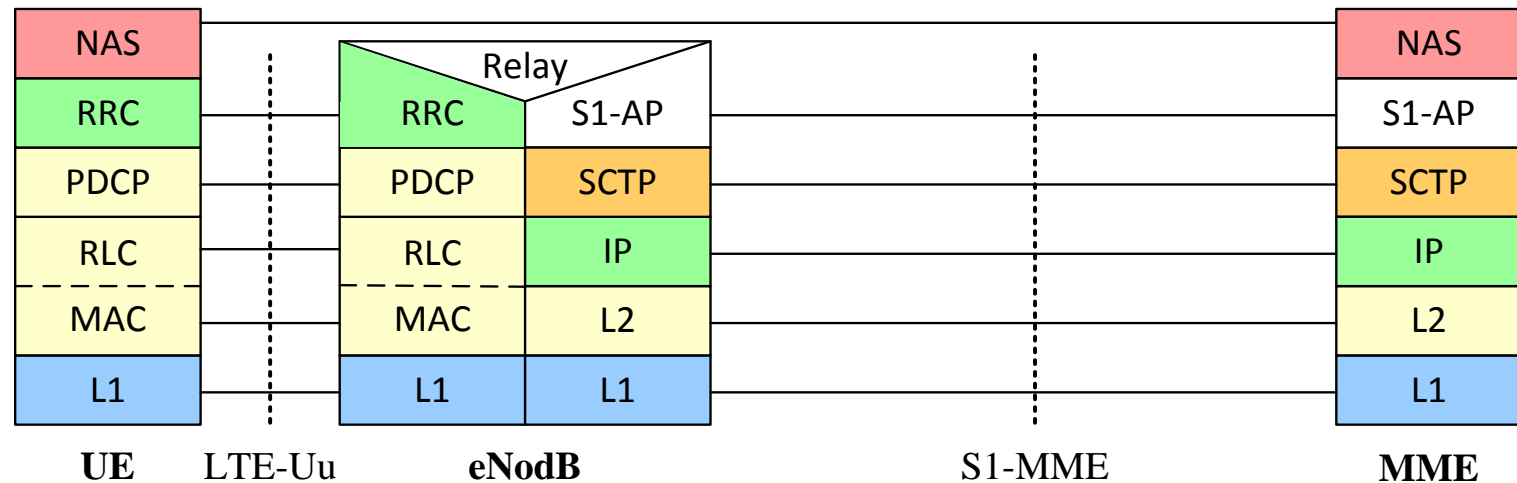 NAS
NAS
Relay
RRC
RRC
S1-AP
S1-AP
PDCP
PDCP
SCTP
SCTP
RLC
RLC
IP
IP
MAC
MAC
L2
L2
L1
L1
L1
L1
UE
LTE-Uu
eNodB
S1-MME
MME